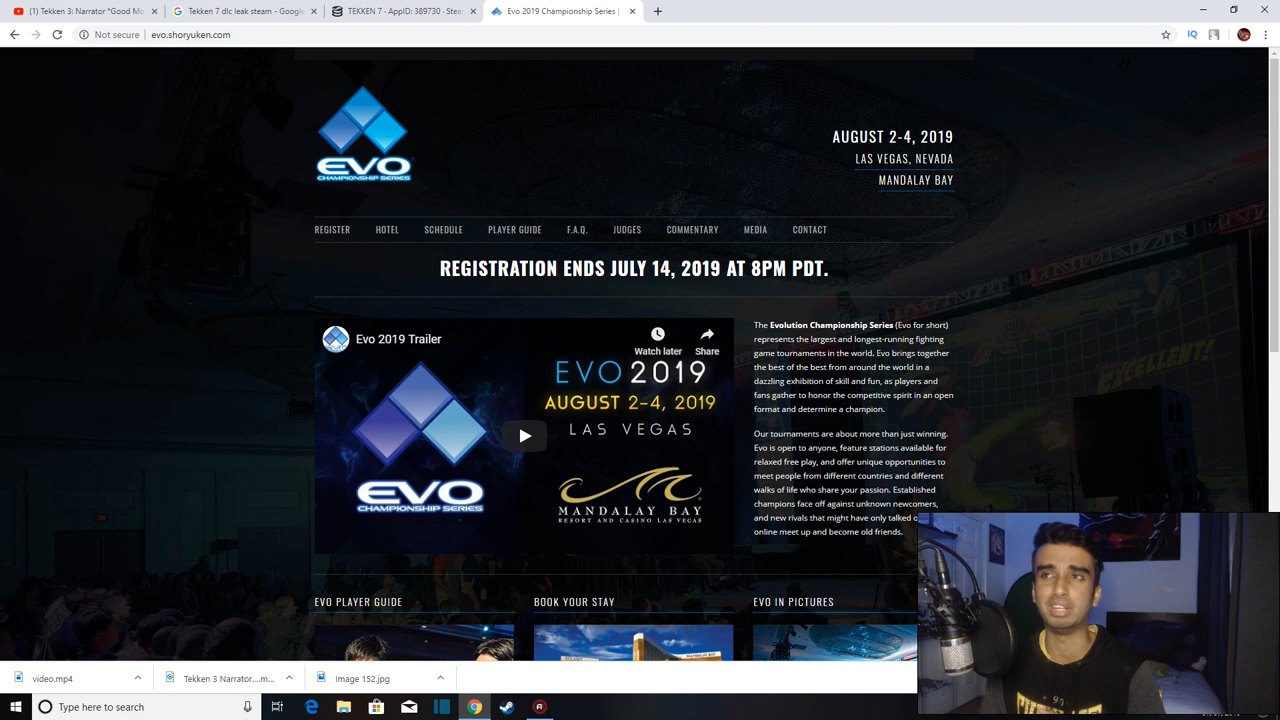 (1) Tekken 3: Narrator "Good Mo
Tekken 7 dlc leak steam - Google
TEKKEN 7 - AppID: 389730 - Stea
Evo 2019 Championship Series |
Not secure | evo.shoryuken.com
IQ
EVO
CHAMPIONSHIP SERIES
AUGUST 2-4, 2019
LAS VEGAS, NEVADA
MANDALAY BAY
REGISTER HOTEL SCHEDULE PLAYER GUIDE F.A.Q. JUDGES COMMENTARY MEDIA CONTACT
REGISTRATION ENDS JULY 14, 2019 AT 8PM PDT.
Evo 2019 Trailer
Watch later Share
EVO
CHAMPIONSHIP SERIES
EVO 2019
AUGUST 2-4, 2019
LAS VEGAS
MANDALAY BAY
RESORT AND CASINO LAS VEGAS
The Evolution Championship Series (Evo for short)
represents the largest and longest-running fighting
game tournaments in the world. Evo brings together
the best of the best from around the world in a
dazzling exhibition of skill and fun, as players and
fans gather to honor the competitive spirit in an open
format and determine a champion.
Our tournaments are about more than just winning.
Evo is open to anyone, feature stations available for
relaxed free play, and offer unique opportunities to
meet people from different countries and different
walks of life who share your passion. Established
champions face off against unknown newcomers,
and new rivals that might have only talked
online meet up and become old friends.
EXCELLENT!
EVO PLAYER GUIDE
BOOK YOUR STAY
EVO IN PICTURES
video.mp4
Tekken 3 Narrator....m...
Image 152.jpg
Type here to search